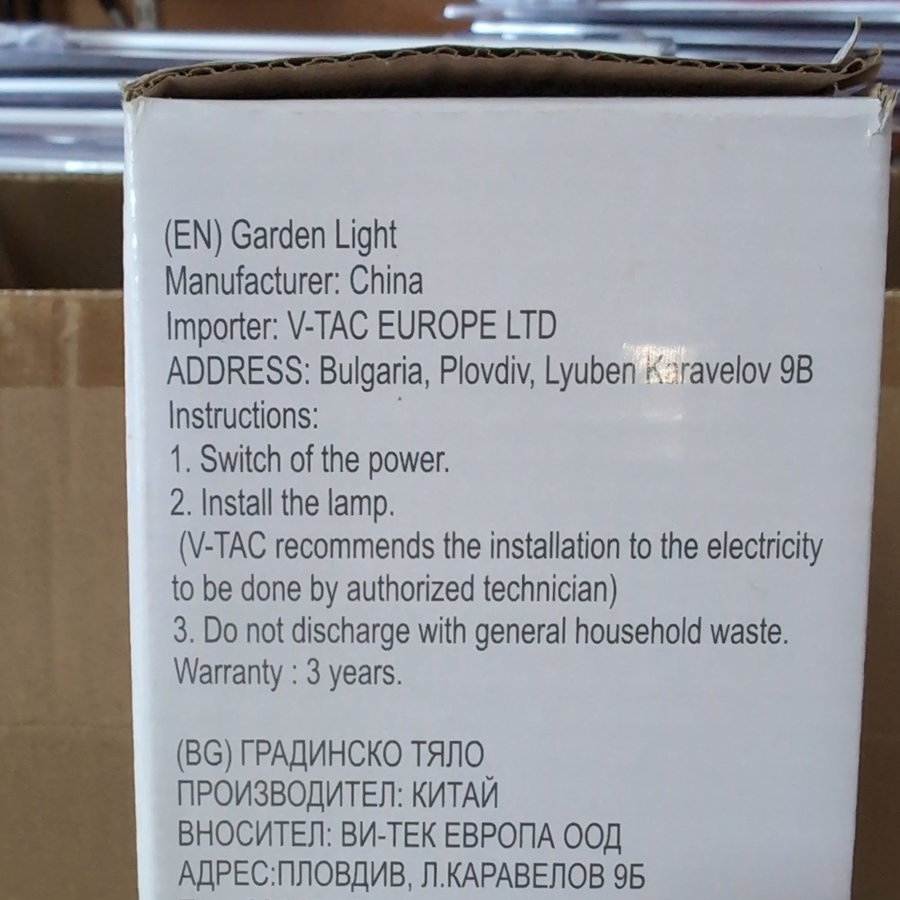 (EN) Garden Light
Manufacturer: China
Importer: V-TAC EUROPE LTD
ADDRESS: Bulgaria, Plovdiv, Lyuben Karavelov 9B
Instructions:
1. Switch of the power.
2. Install the lamp.
(V-TAC recommends the installation to the electricity
to be done by authorized technician)
3. Do not discharge with general household waste.
Warranty : 3 years.
(BG) ГРАДИНСКО ТЯЛО
ПРОИЗВОДИТЕЛ: КИТАЙ
ВНОСИТЕЛ: ВИ-ТЕК ЕВРОПА ООД
АДРЕС:ПЛОВДИВ, Л.КАРАВЕЛОВ 9Б